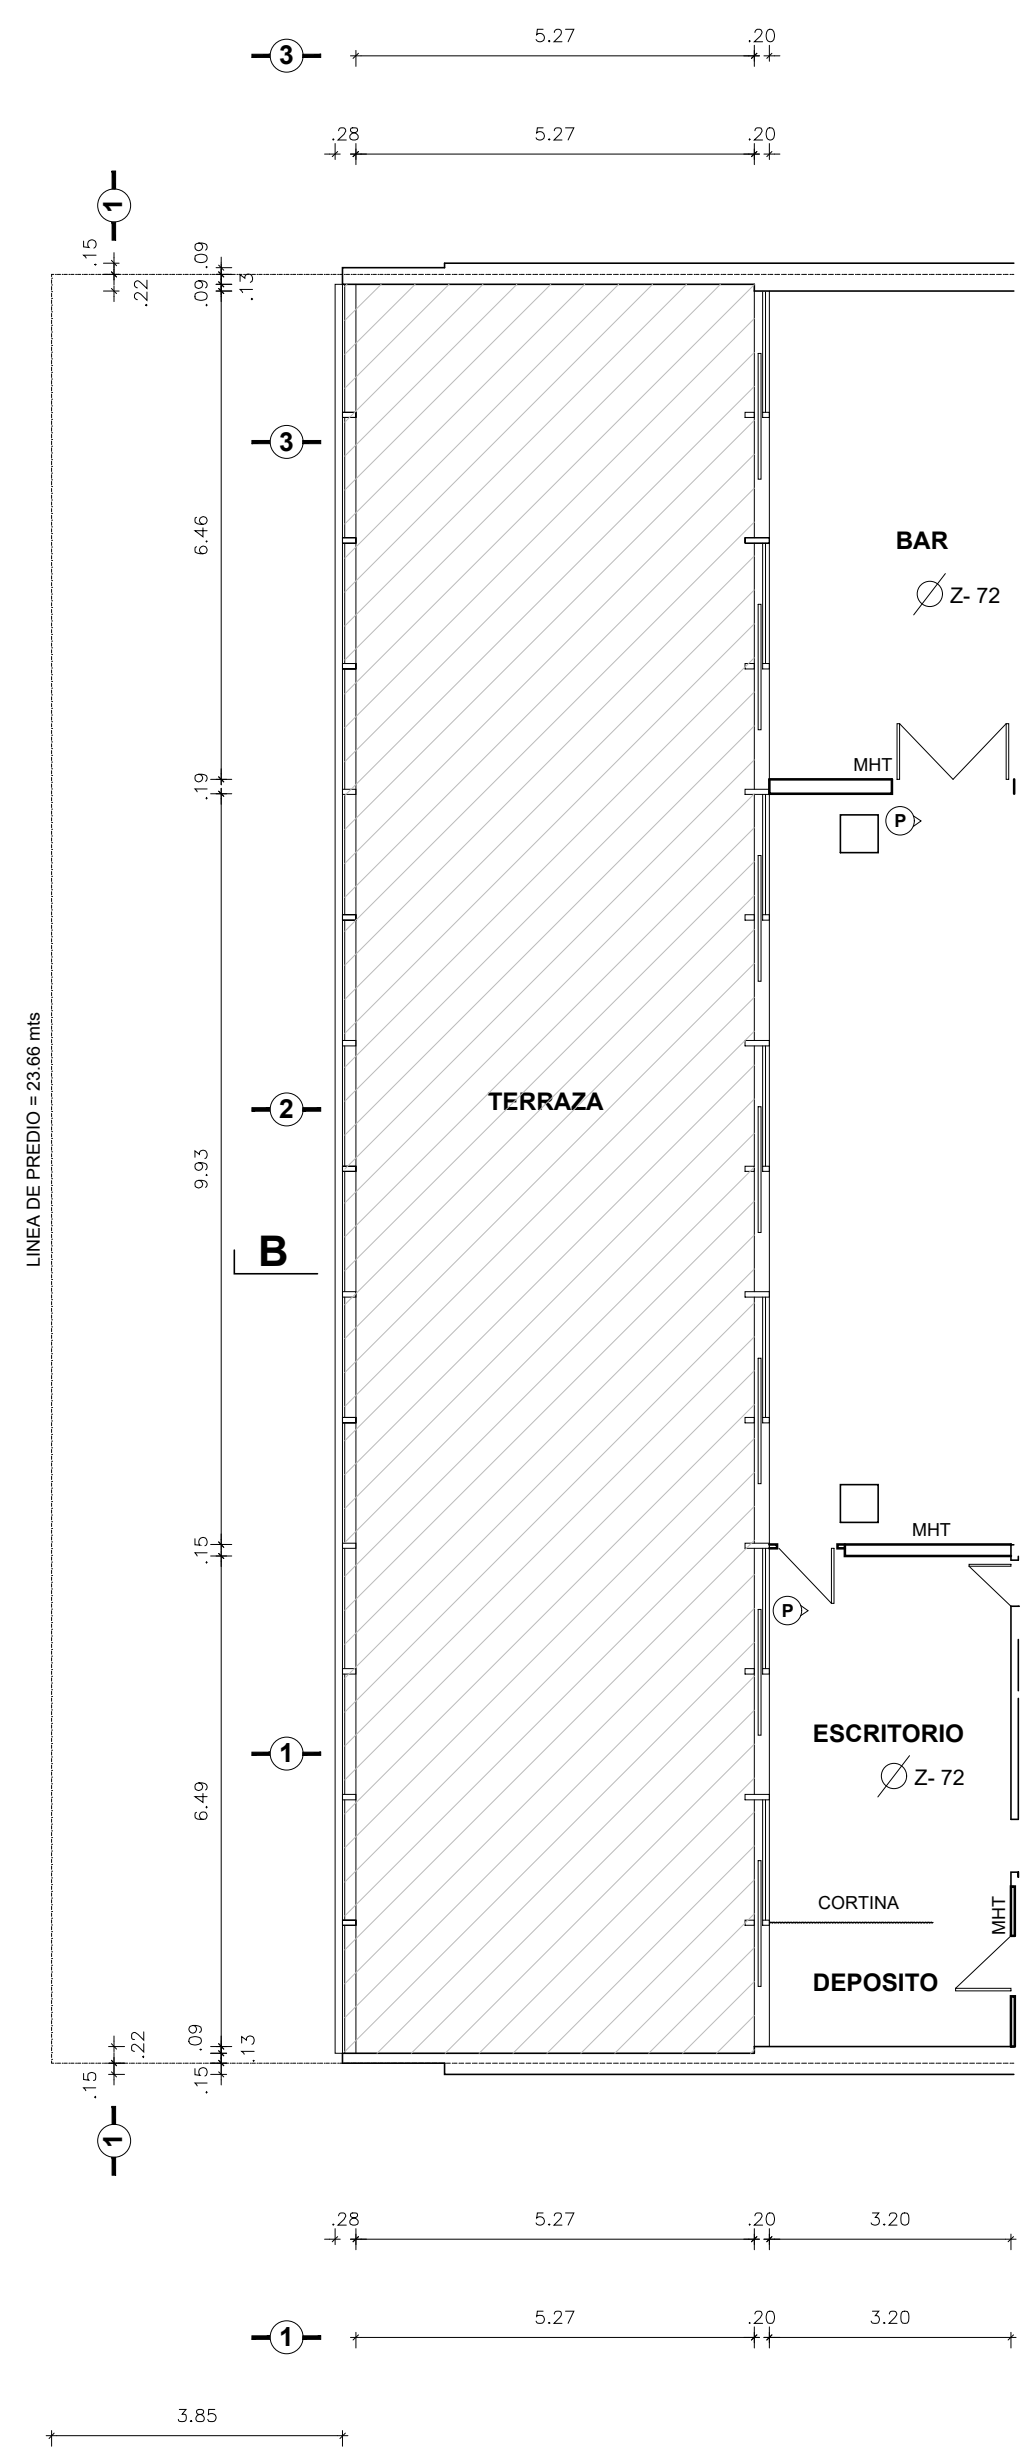 3
5.27
.20
.28
5.27
.20
1
.15
.09
.22
.09
.13
3
6.46
BAR
Z- 72
MHT
.19
P
LINEA DE PREDIO = 23.66 mts
2
TERRAZA
9.93
B
MHT
.15
P
ESCRITORIO
1
Z- 72
6.49
CORTINA
MHT
DEPOSITO
.22
.09
.13
.15
.15
1
.28
5.27
.20
3.20
1
5.27
.20
3.20
3.85